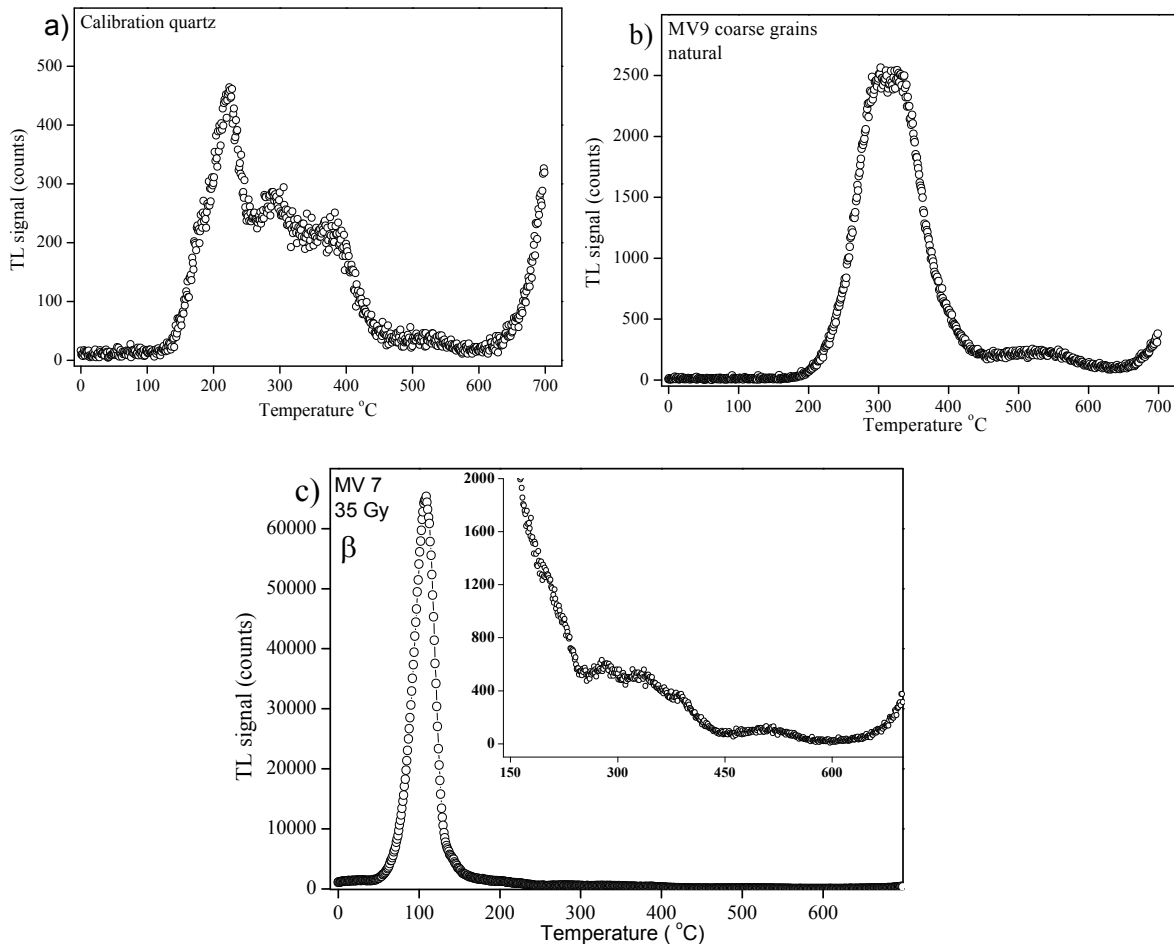 a)
Calibration quartz
500
400
300
200
100
0
TL signal (counts)
0 100 200 300 400 500 600 700
Temperature °C
b)
MV9 coarse grains
natural
2500
2000
1500
1000
500
0
TL signal (counts)
0 100 200 300 400 500 600 700
Temperature °C
c)
MV 7
35 Gy
β
60000
50000
40000
30000
20000
10000
0
TL signal (counts)
0 100 200 300 400 500 600
Temperature ( °C)
2000
1600
1200
800
400
0
150 300 450 600